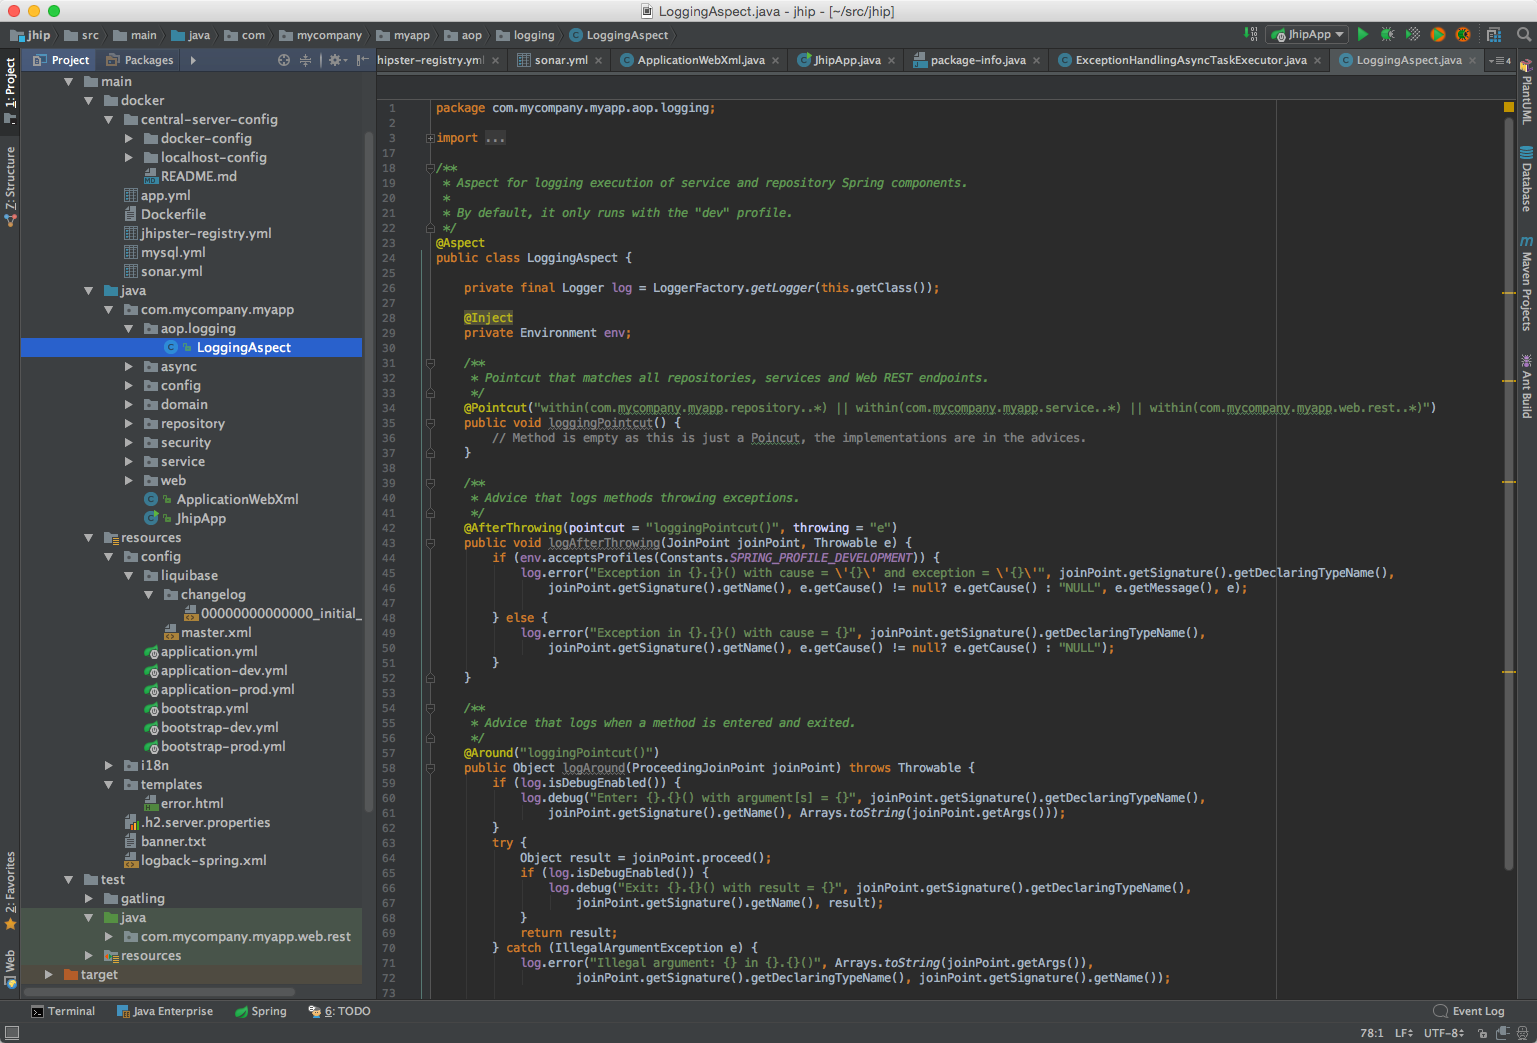 LoggingAspect.java - jhip - [~/src/jhip]
jhip src main java com mycompany myapp aop logging LoggingAspect
JhipApp
Project Packages
hipster-registry.yml sonar.yml ApplicationWebXml.java JhipApp.java package-info.java ExceptionHandlingAsyncTaskExecutor.java LoggingAspect.java 4
1: Project
7: Structure
2: Favorites
Web
main
docker
central-server-config
docker-config
localhost-config
README.md
app.yml
Dockerfile
jhipster-registry.yml
mysql.yml
sonar.yml
java
com.mycompany.myapp
aop.logging
LoggingAspect
async
config
domain
repository
security
service
web
ApplicationWebXml
JhipApp
resources
config
liquibase
changelog
00000000000000_initial_
master.xml
application.yml
application-dev.yml
application-prod.yml
bootstrap.yml
bootstrap-dev.yml
bootstrap-prod.yml
i18n
templates
error.html
.h2.server.properties
banner.txt
logback-spring.xml
test
gatling
java
com.mycompany.myapp.web.rest
resources
target
1 package com.mycompany.myapp.aop.logging;
2
3 import ...
17
18 /**
19 * Aspect for logging execution of service and repository Spring components.
20 *
21 * By default, it only runs with the "dev" profile.
22 */
23 @Aspect
24 public class LoggingAspect {
25
26 private final Logger log = LoggerFactory.getLogger(this.getClass());
27
28 @Inject
29 private Environment env;
30
31 /**
32 * Pointcut that matches all repositories, services and Web REST endpoints.
33 */
34 @Pointcut("within(com.mycompany.myapp.repository..*) || within(com.mycompany.myapp.service..*) || within(com.mycompany.myapp.web.rest..*)")
35 public void loggingPointcut() {
36 // Method is empty as this is just a Poincut, the implementations are in the advices.
37 }
38
39 /**
40 * Advice that logs methods throwing exceptions.
41 */
42 @AfterThrowing(pointcut = "loggingPointcut()", throwing = "e")
43 public void logAfterThrowing(JoinPoint joinPoint, Throwable e) {
44 if (env.acceptsProfiles(Constants.SPRING_PROFILE_DEVELOPMENT)) {
45 log.error("Exception in {}.{}() with cause = \'{}\' and exception = \'{}\'", joinPoint.getSignature().getDeclaringTypeName(),
46 joinPoint.getSignature().getName(), e.getCause() != null? e.getCause() : "NULL", e.getMessage(), e);
47
48 } else {
49 log.error("Exception in {}.{}() with cause = {}", joinPoint.getSignature().getDeclaringTypeName(),
50 joinPoint.getSignature().getName(), e.getCause() != null? e.getCause() : "NULL");
51 }
52 }
53
54 /**
55 * Advice that logs when a method is entered and exited.
56 */
57 @Around("loggingPointcut()")
58 public Object logAround(ProceedingJoinPoint joinPoint) throws Throwable {
59 if (log.isDebugEnabled()) {
60 log.debug("Enter: {}.{}() with argument[s] = {}", joinPoint.getSignature().getDeclaringTypeName(),
61 joinPoint.getSignature().getName(), Arrays.toString(joinPoint.getArgs()));
62 }
63 try {
64 Object result = joinPoint.proceed();
65 if (log.isDebugEnabled()) {
66 log.debug("Exit: {}.{}() with result = {}", joinPoint.getSignature().getDeclaringTypeName(),
67 joinPoint.getSignature().getName(), result);
68 }
69 return result;
70 } catch (IllegalArgumentException e) {
71 log.error("Illegal argument: {} in {}.{}()", Arrays.toString(joinPoint.getArgs()),
72 joinPoint.getSignature().getDeclaringTypeName(), joinPoint.getSignature().getName());
73
PlantUML
Database
Maven Projects
Ant Build
Terminal Java Enterprise Spring 6: TODO Event Log
78:1 LF UTF-8